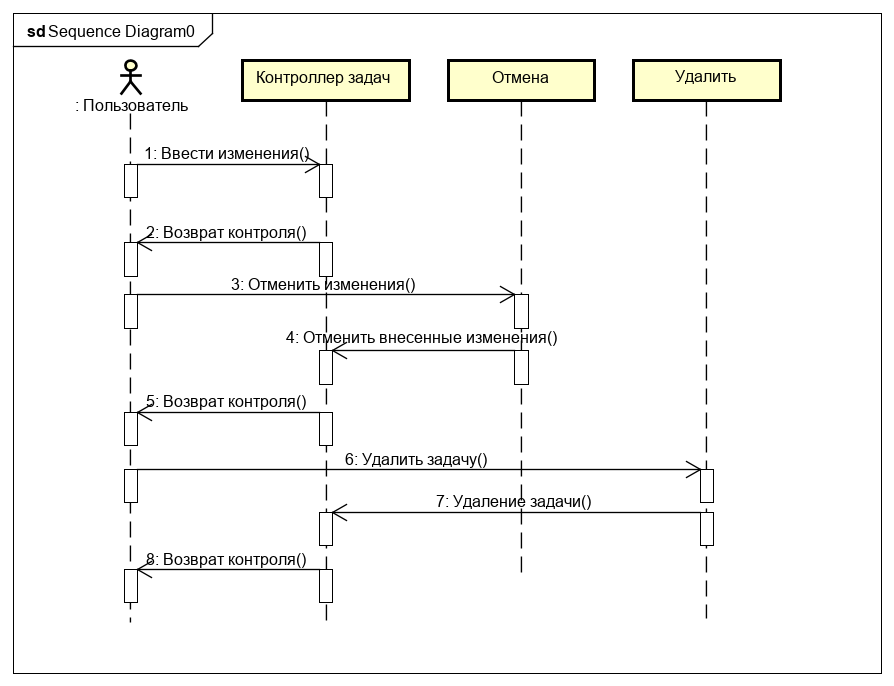 sd Sequence Diagram0
: Пользователь
Контроллер задач
Отмена
Удалить
1: Ввести изменения()
2: Возврат контроля()
3: Отменить изменения()
4: Отменить внесенные изменения()
5: Возврат контроля()
6: Удалить задачу()
7: Удаление задачи()
8: Возврат контроля()